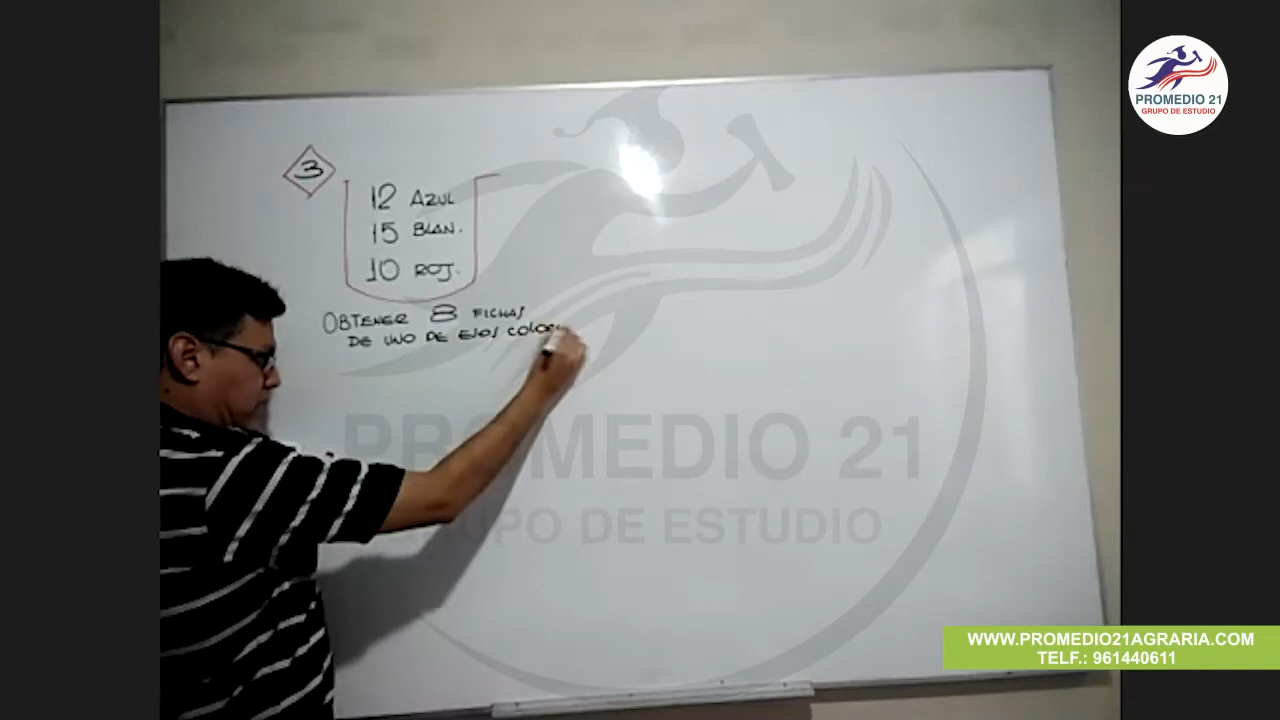 PROMEDIO 21
GRUPO DE ESTUDIO
3
12 AZUL
15 BLAN.
10 ROJ.
OBTENER 8 FICHAS
DE UNO DE ESOS
PROMEDIO 21
GRUPO DE ESTUDIO
WWW.PROMEDIO21AGRARIA.COM
TELF.: 961440611